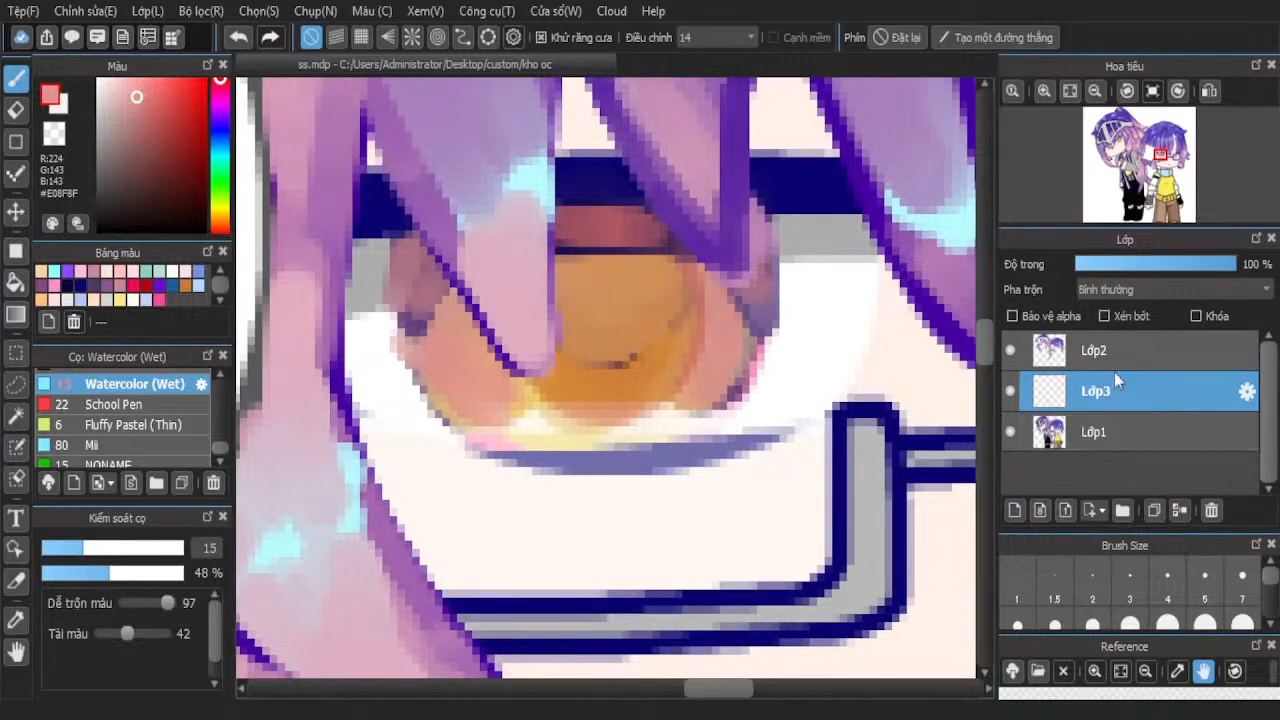 Tệp(F) Chỉnh sửa(E) Lớp(L) Bộ lọc(R) Chọn(S) Chụp(N) Màu (C) Xem(V) Công cụ(T) Cửa sổ(W) Cloud Help
Khử răng cưa Điều chỉnh 14 Cạnh mềm Phím Đặt lại Tạo một đường thẳng
Màu
ss.mdp - C:/Users/Administrator/Desktop/custom/kho oc
Hoa tiêu
R:224
G:143
B:143
#E08F8F
Bảng màu
---
Lớp
Độ trong 100 %
Pha trộn Bình thường
Bảo vệ alpha Xén bớt Khóa
Lớp2
Lớp3
Lớp1
Cọ: Watercolor (Wet)
15 Watercolor (Wet)
22 School Pen
6 Fluffy Pastel (Thin)
80 Mii
15 NONAME
Kiểm soát cọ
15
48 %
Dễ trộn màu 97
Tải màu 42
Brush Size
1 1.5 2 3 4 5 7
Reference